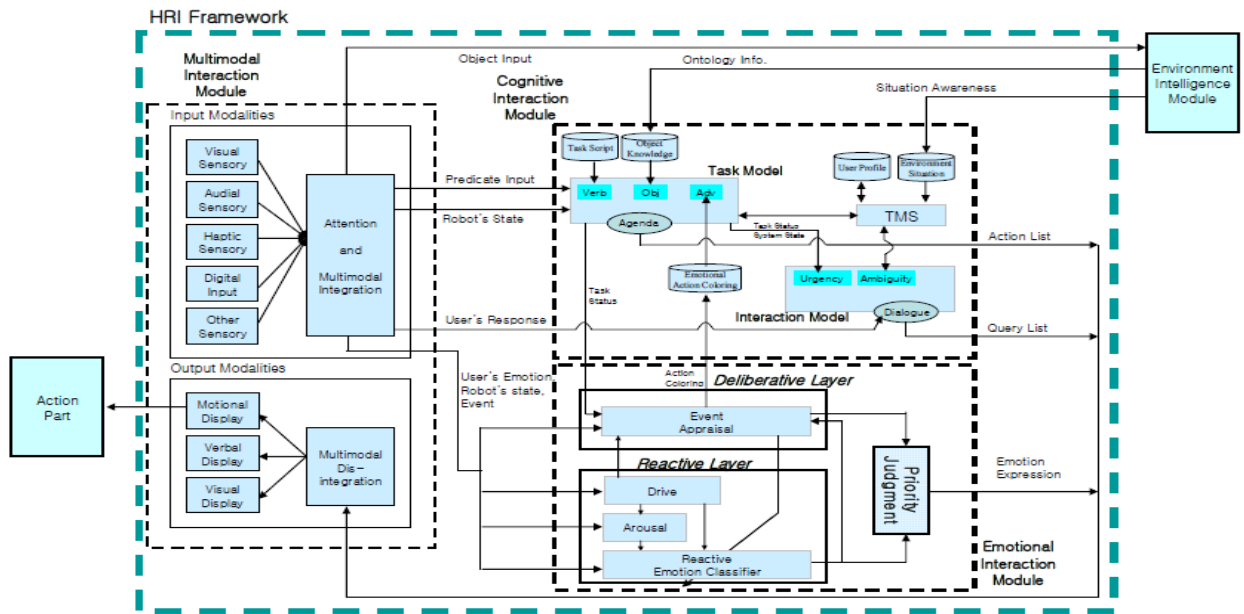 HRI Framework
Multimodal
Interaction
Module
Input Modalities
Visual
Sensory
Audial
Sensory
Haptic
Sensory
Digital
Input
Other
Sensory
Attention
and
Multimodal
Integration
Output Modalities
Motional
Display
Verbal
Display
Visual
Display
Multimodal
Dis-
integration
Action
Part
Object Input
Ontology Info.
Situation Awareness
Environment
Intelligence
Module
Cognitive
Interaction
Module
Predicate Input
Robot's State
User's Response
User's Emotion,
Robot's state,
Event
Task Script
Object
Knowledge
Task Model
Verb
Obj
Adv
Agenda
User Profile
Environment
Situation
TMS
Task Status
System State
Emotional
Action Coloring
Urgency
Ambiguity
Interaction Model
Dialogue
Task
Status
Action List
Query List
Action
Coloring
Deliberative Layer
Event
Appraisal
Reactive Layer
Drive
Arousal
Reactive
Emotion Classifier
Priority
Judgment
Emotion
Expression
Emotional
Interaction
Module